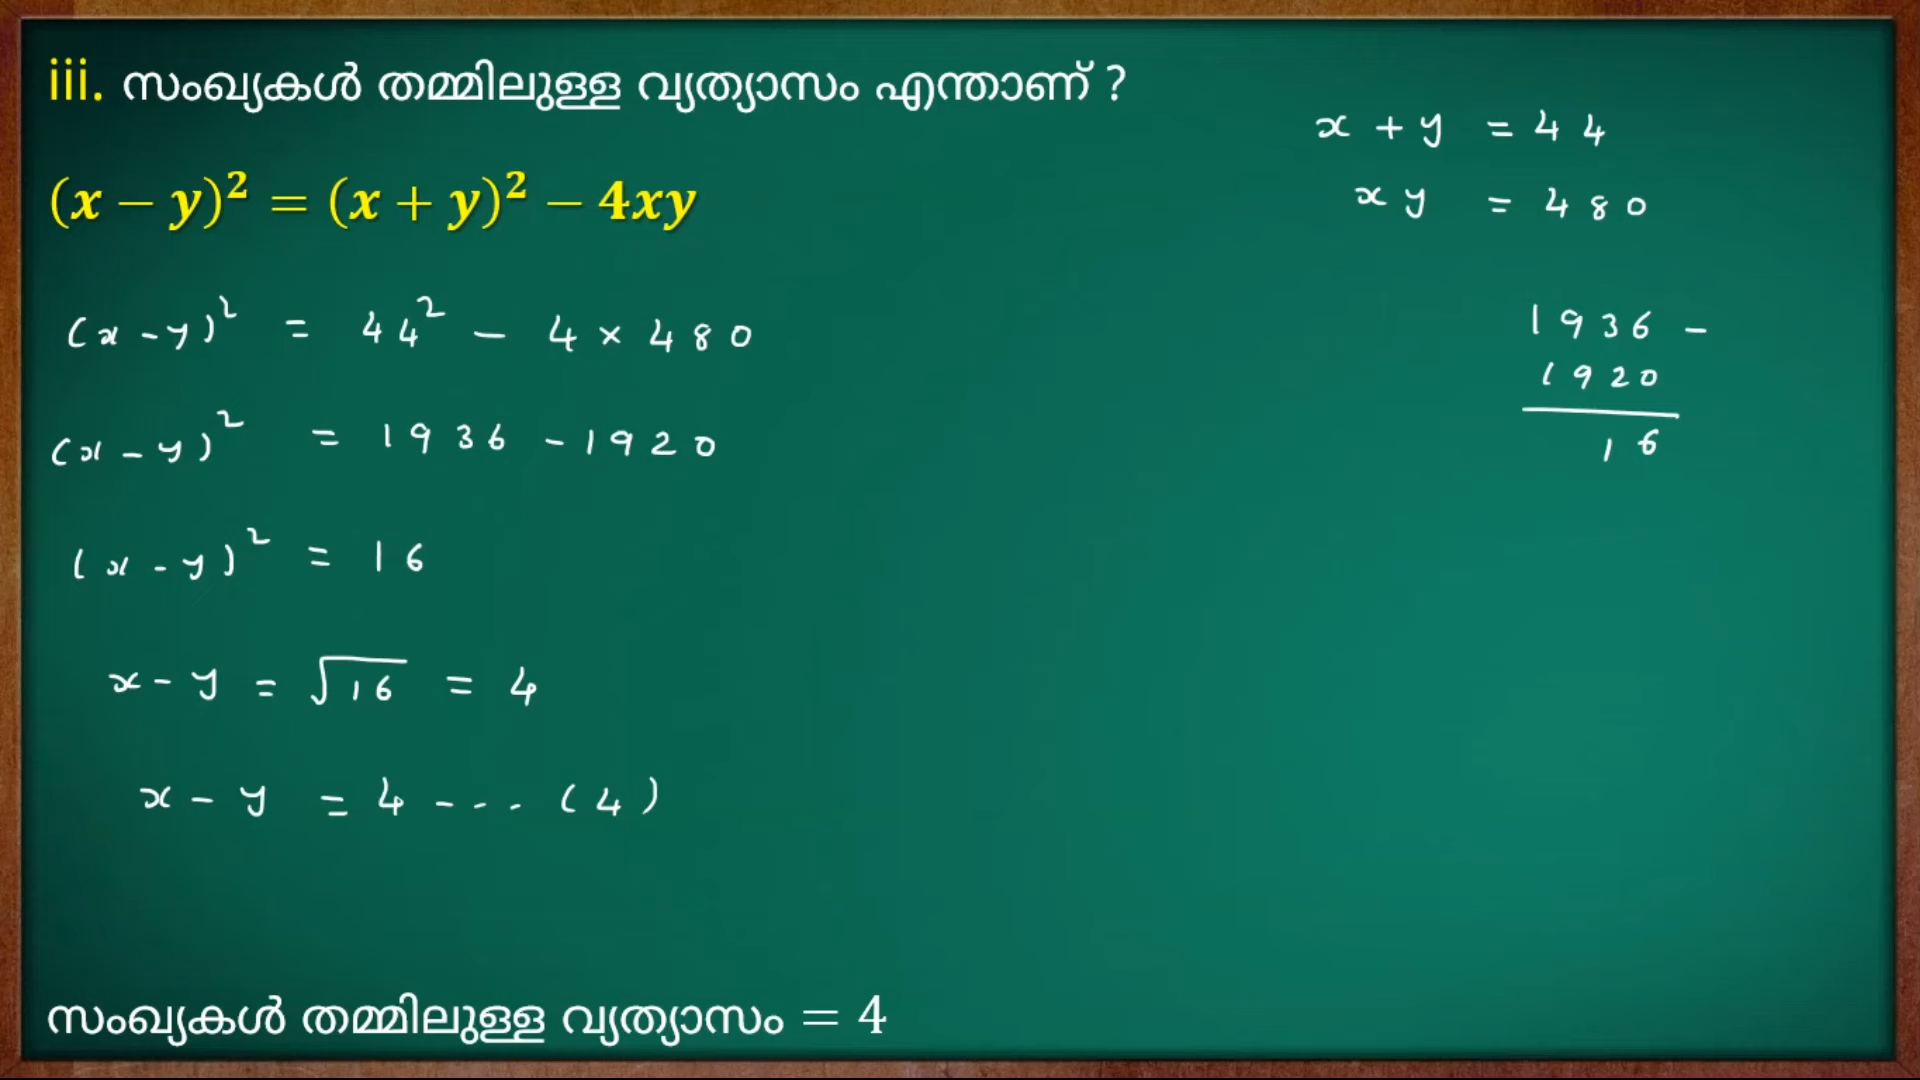 iii. സംഖ്യകൾ തമ്മിലുള്ള വ്യത്യാസം എന്താണ് ?
(x − y)² = (x + y)² − 4xy
(x - y)² = 44² - 4 × 480
(x - y)² = 1936 - 1920
(x - y)² = 16
x - y = √16 = 4
x - y = 4 --- (4)
സംഖ്യകൾ തമ്മിലുള്ള വ്യത്യാസം = 4
x + y = 44
xy = 480
1936 -
1920
16